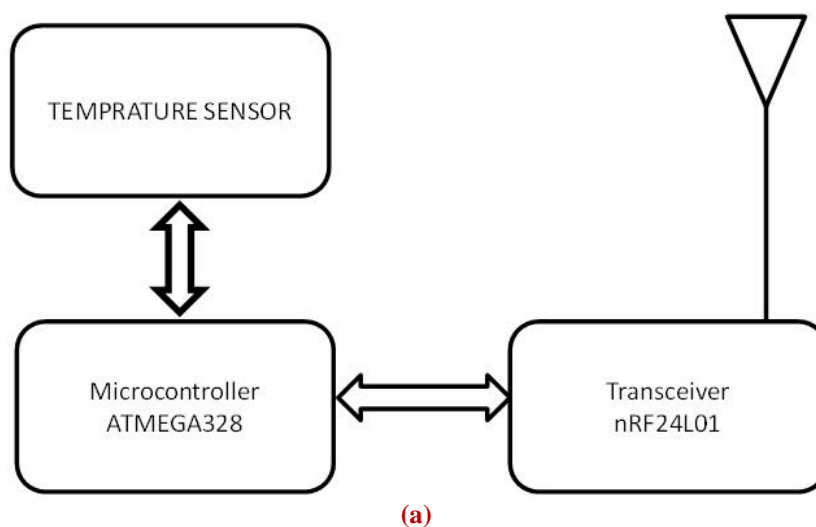 TEMPRATURE SENSOR
Microcontroller
ATMEGA328
Transceiver
nRF24L01
(a)